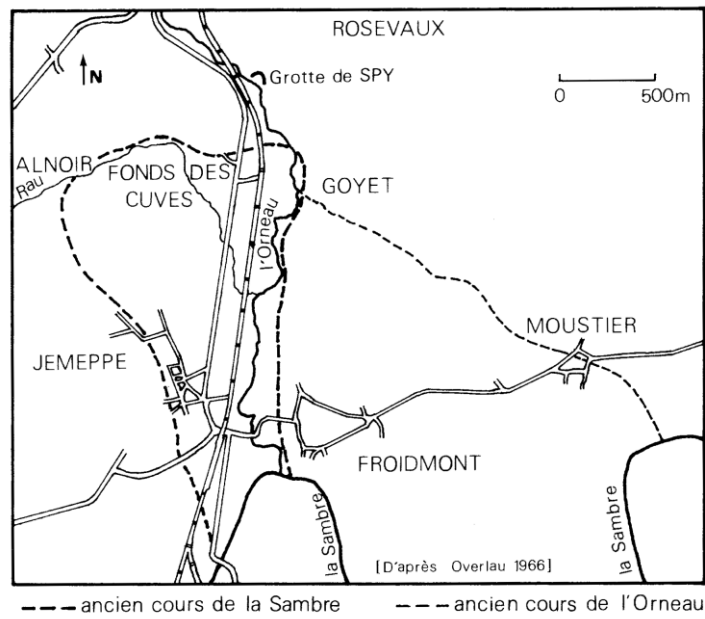 ROSEVAUX
N
Grotte de SPY
0 500m
ALNOIR
Rau
FONDS DES
CUVES
GOYET
l'Orneau
MOUSTIER
JEMEPPE
FROIDMONT
la Sambre
la Sambre
[D'après Overlau 1966]
ancien cours de la Sambre
ancien cours de l'Orneau